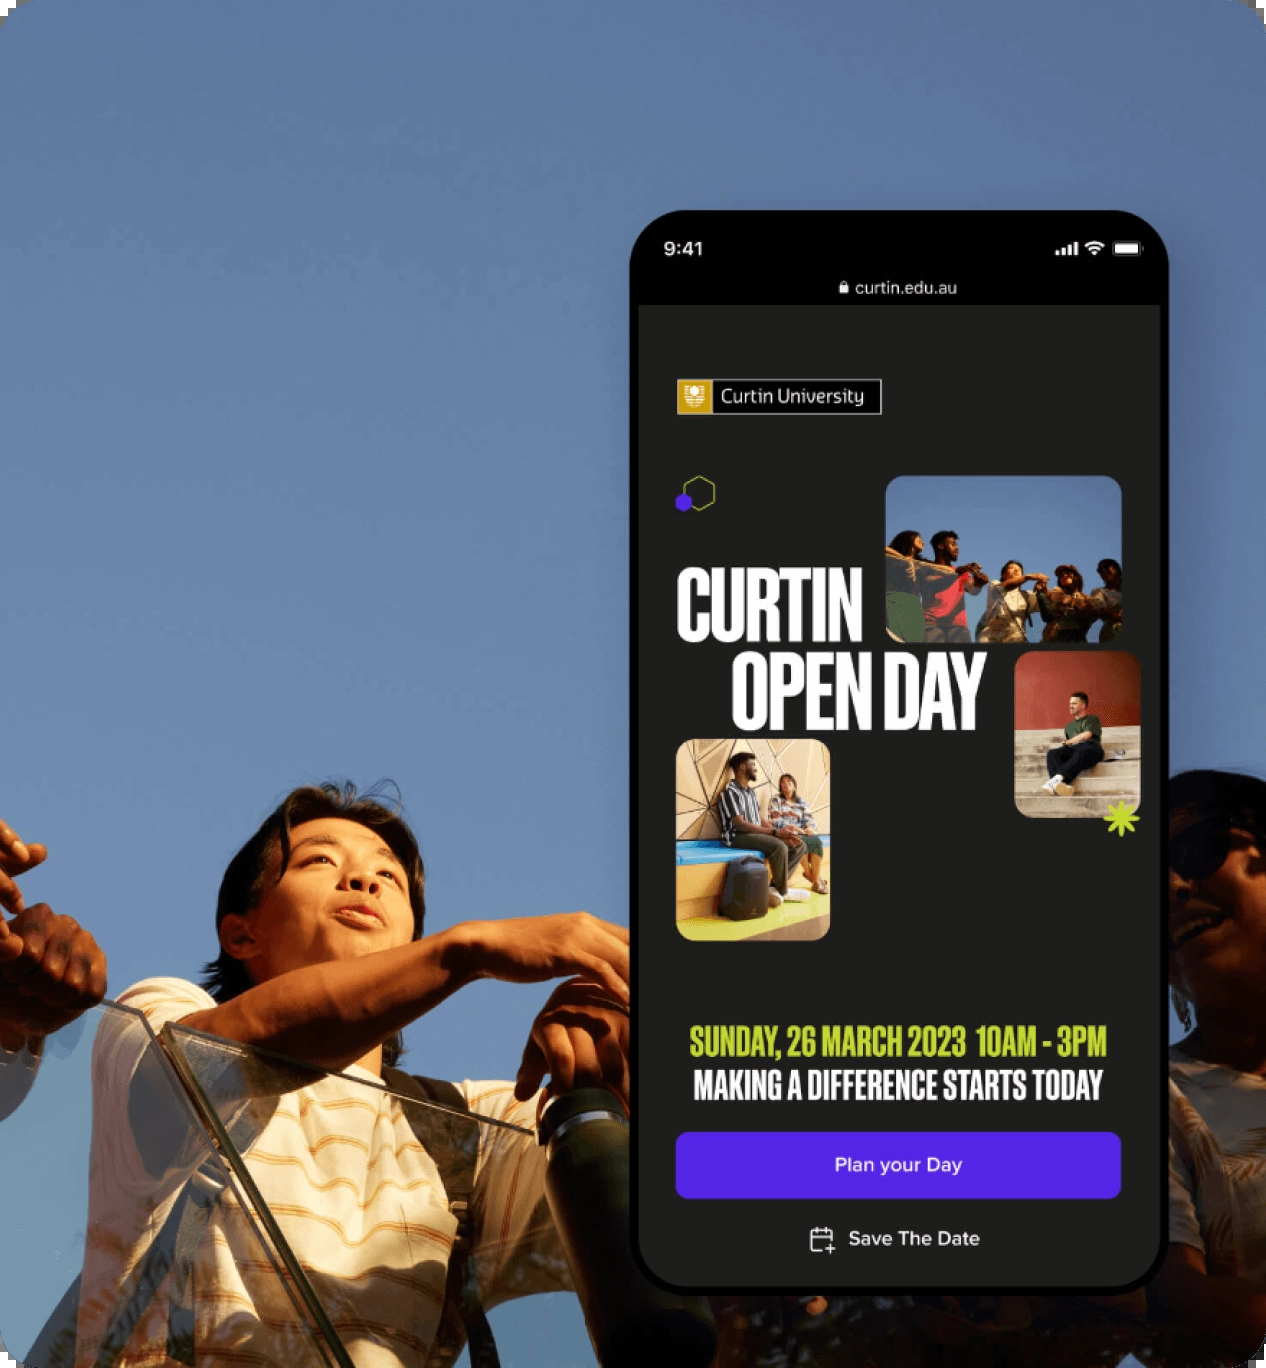 9:41
curtin.edu.au
Curtin University
CURTIN
OPEN DAY
SUNDAY, 26 MARCH 2023 10AM - 3PM
MAKING A DIFFERENCE STARTS TODAY
Plan your Day
Save The Date